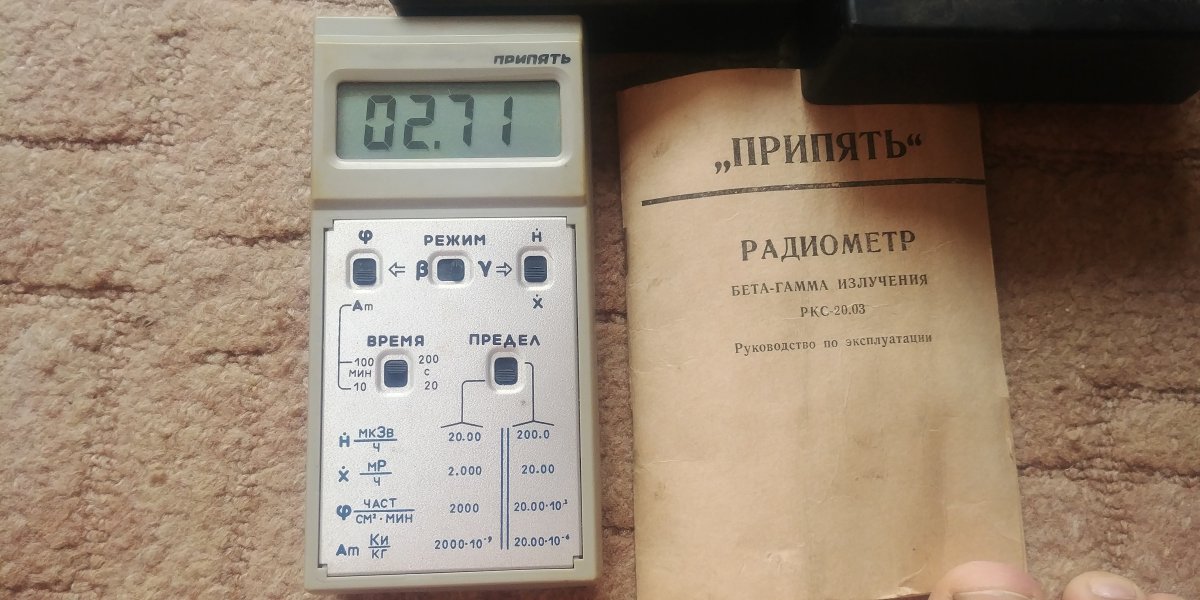 ПРИПЯТЬ
02.71
φ РЕЖИМ Ḣ
⇐ β γ ⇒
Am Ẋ
ВРЕМЯ ПРЕДЕЛ
100 200
МИН с
10 20
Ḣ мкЗв/ч 20.00 200.0
Ẋ мР/ч 2.000 20.00
φ ЧАСТ/СМ²·МИН 2000 20.00·10³
Am Ки/кг 2000·10⁻⁹ 20.00·10⁻⁶
„ПРИПЯТЬ“
РАДИОМЕТР
БЕТА-ГАММА ИЗЛУЧЕНИЯ
РКС-20.03
Руководство по эксплуатации